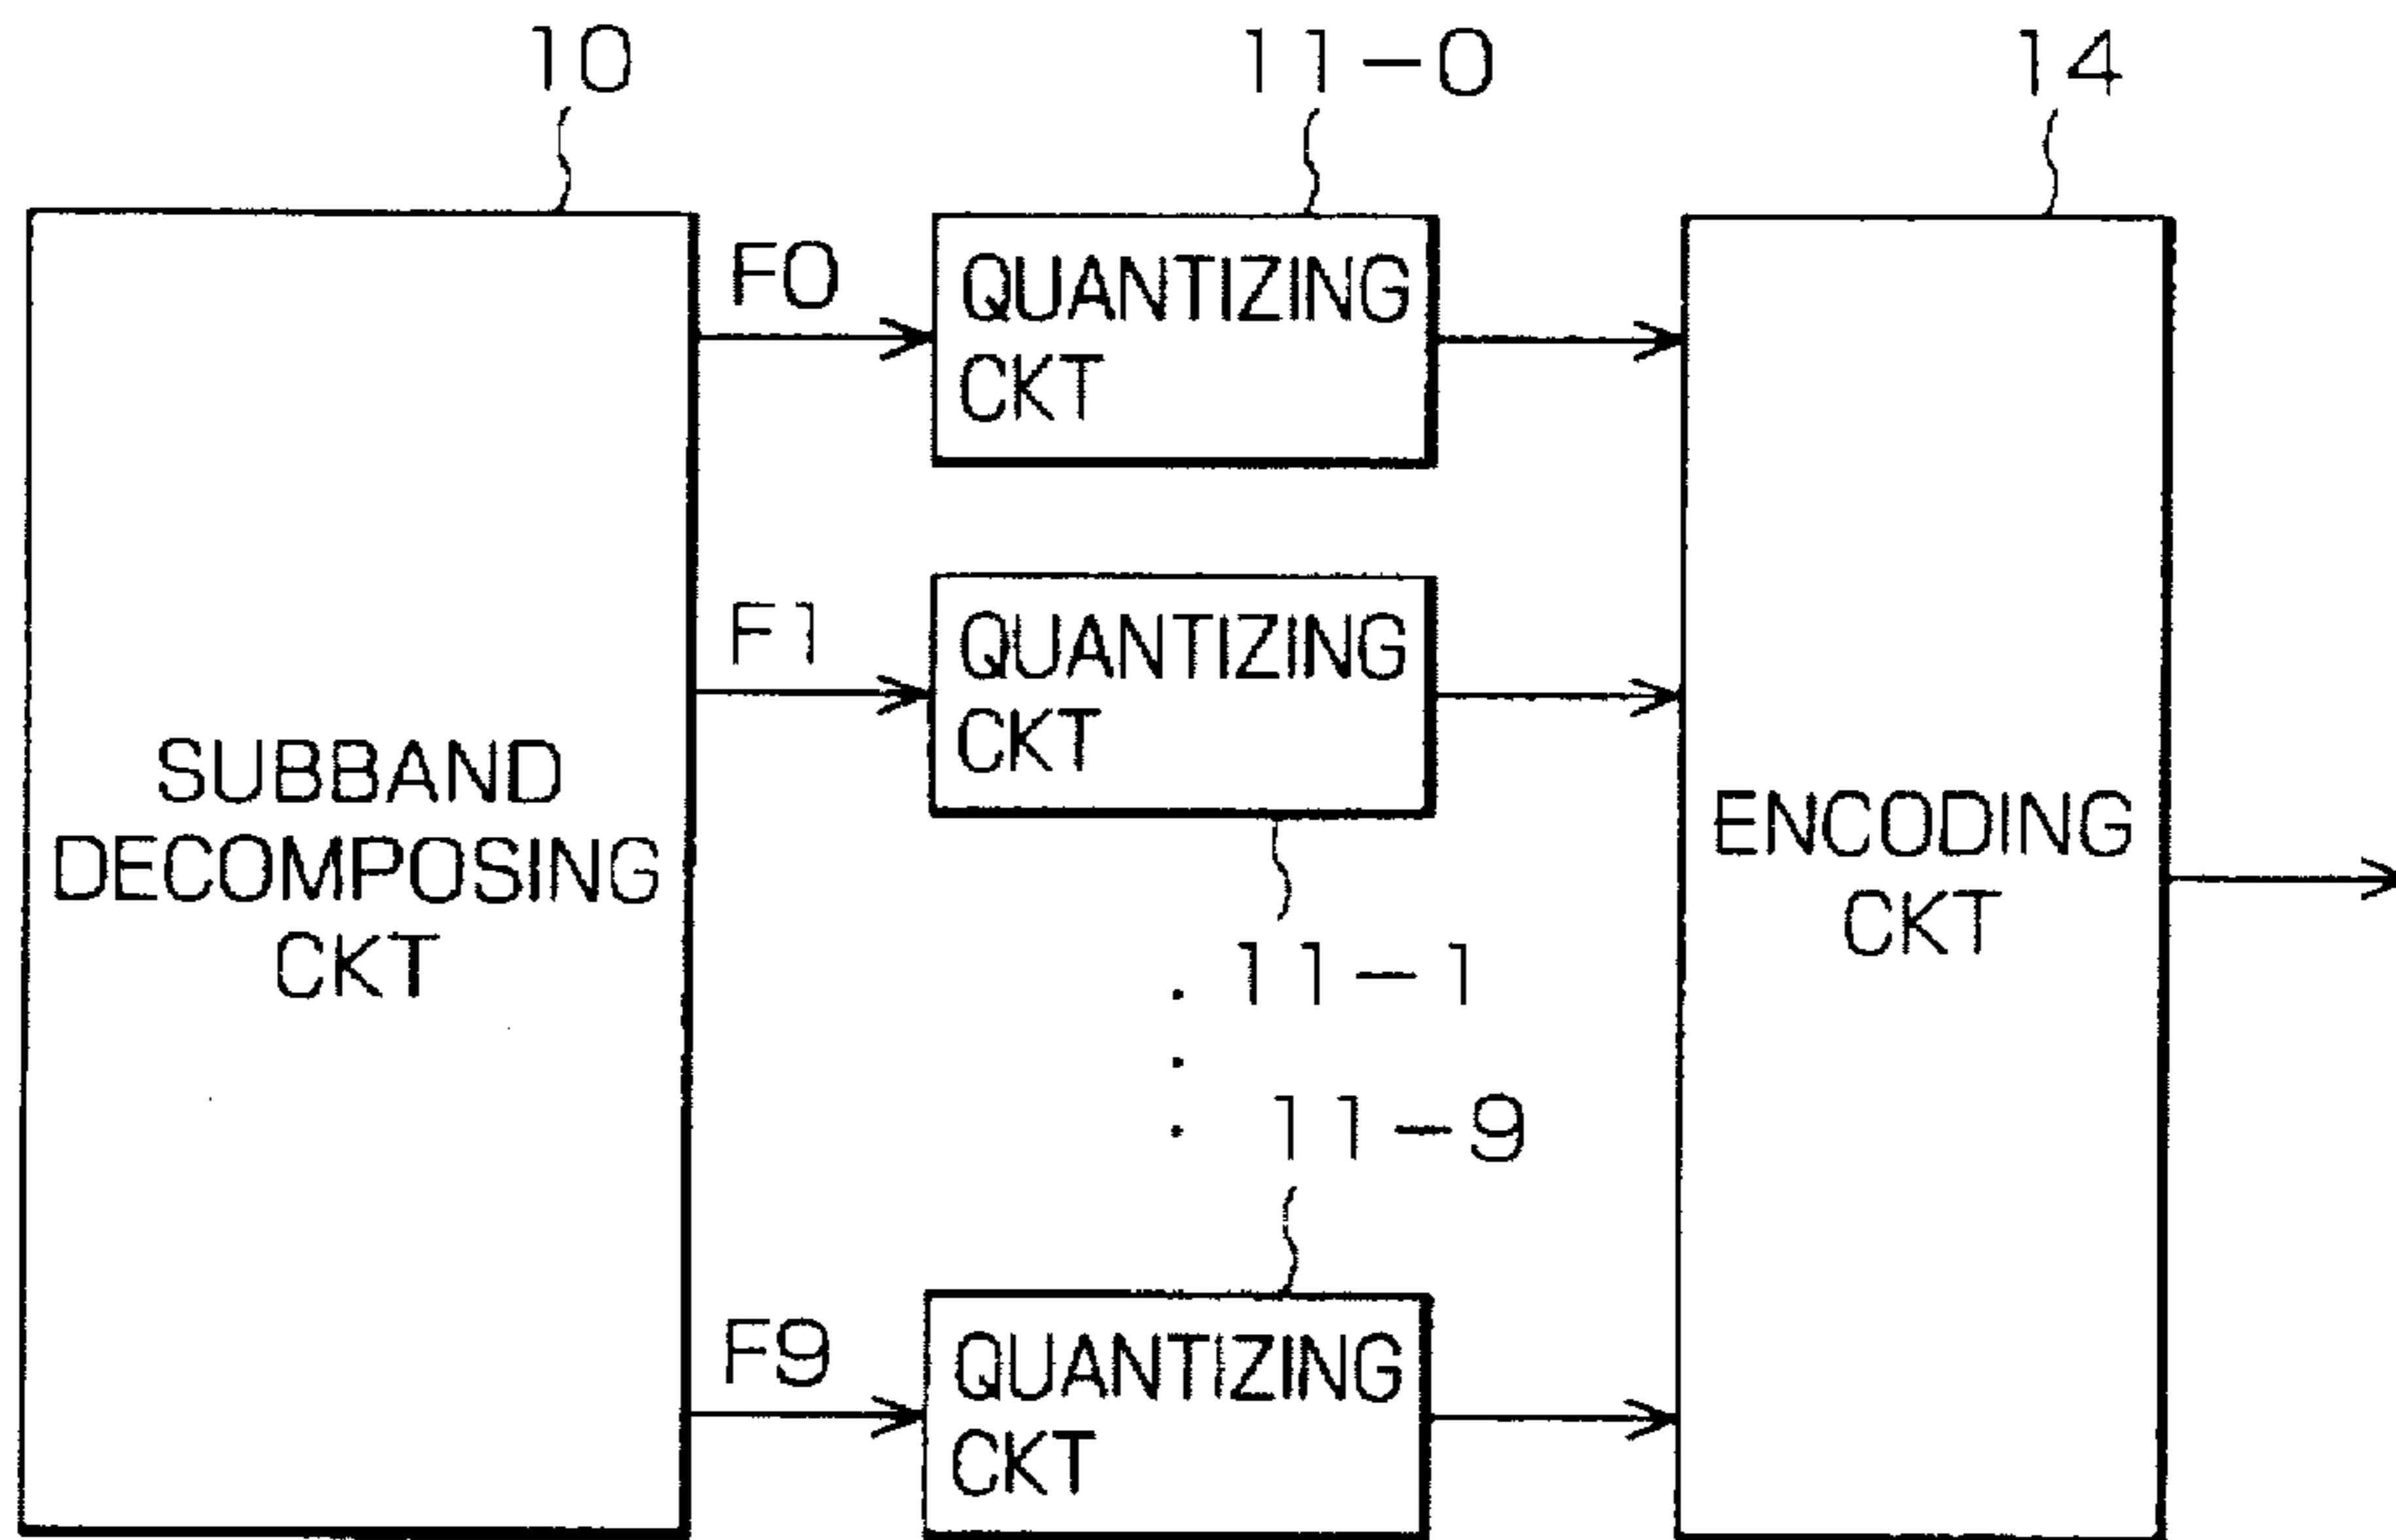 10
11-0
14
F0
QUANTIZING
CKT
F1
QUANTIZING
CKT
SUBBAND
DECOMPOSING
CKT
ENCODING
CKT
11-1
11-9
F9
QUANTIZING
CKT